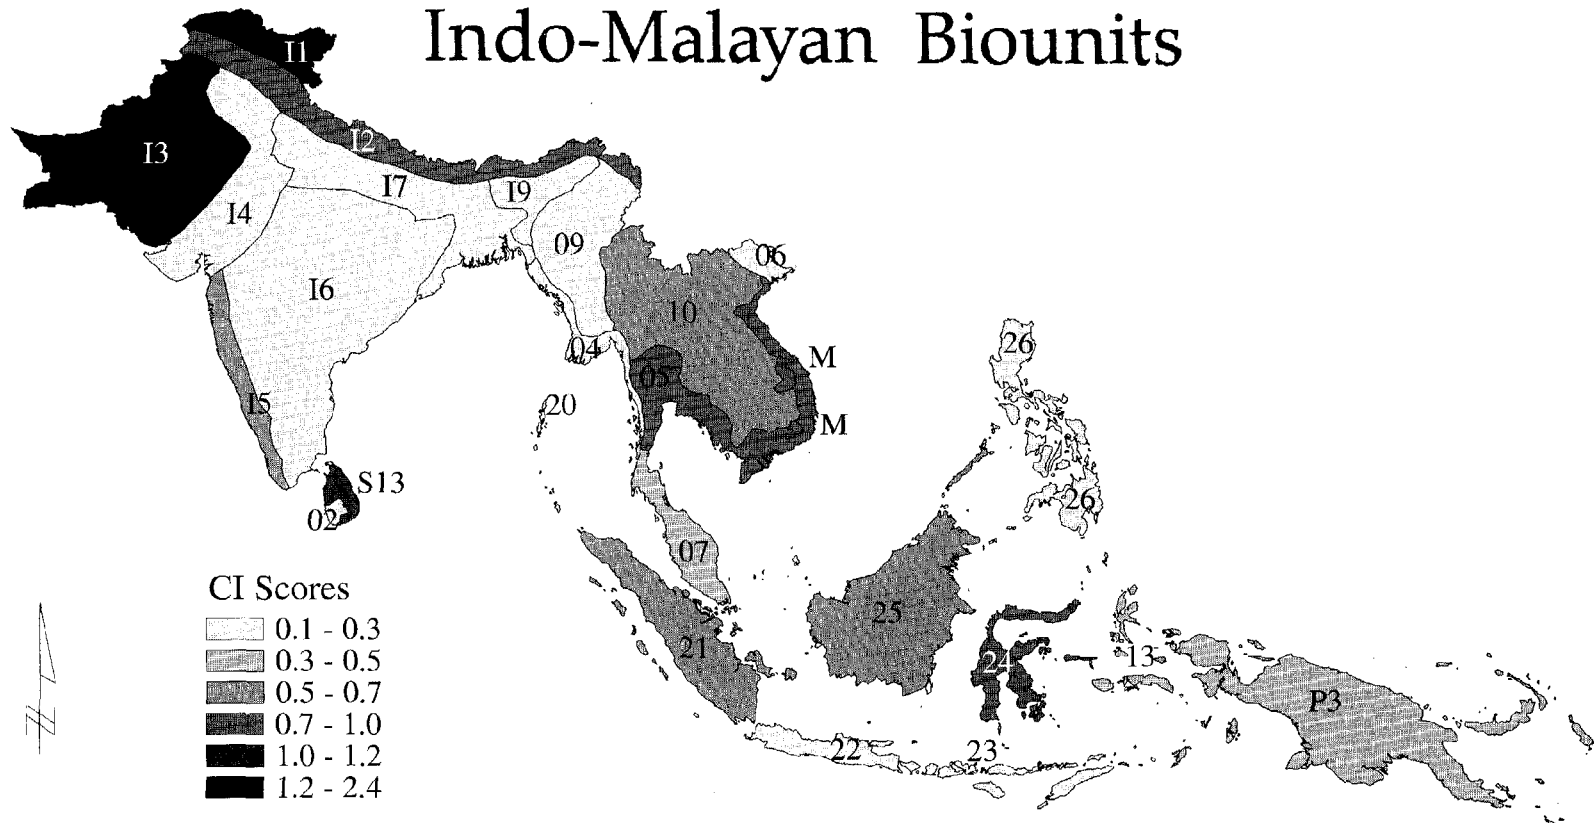 Indo-Malayan Biounits
I1
I2
I3
I7
I9
I4
09
06
I6
10
04
26
M
05
I5
20
M
S13
26
02
07
CI Scores
0.1 - 0.3
0.3 - 0.5
0.5 - 0.7
0.7 - 1.0
1.0 - 1.2
1.2 - 2.4
25
21
24
13
P3
22
23
N